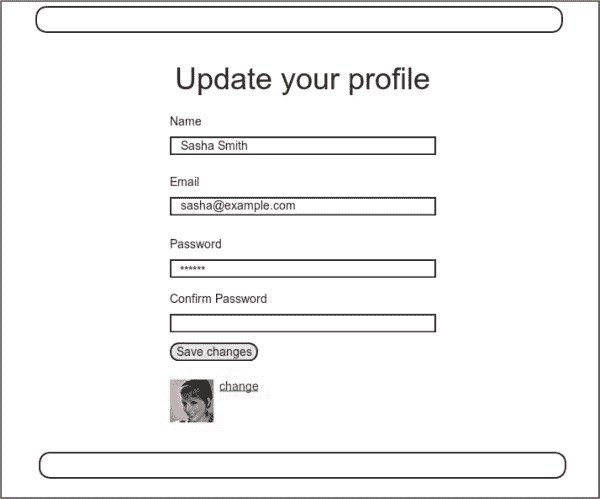 Update your profile
Name
Sasha Smith
Email
sasha@example.com
Password
******
Confirm Password
Save changes
change